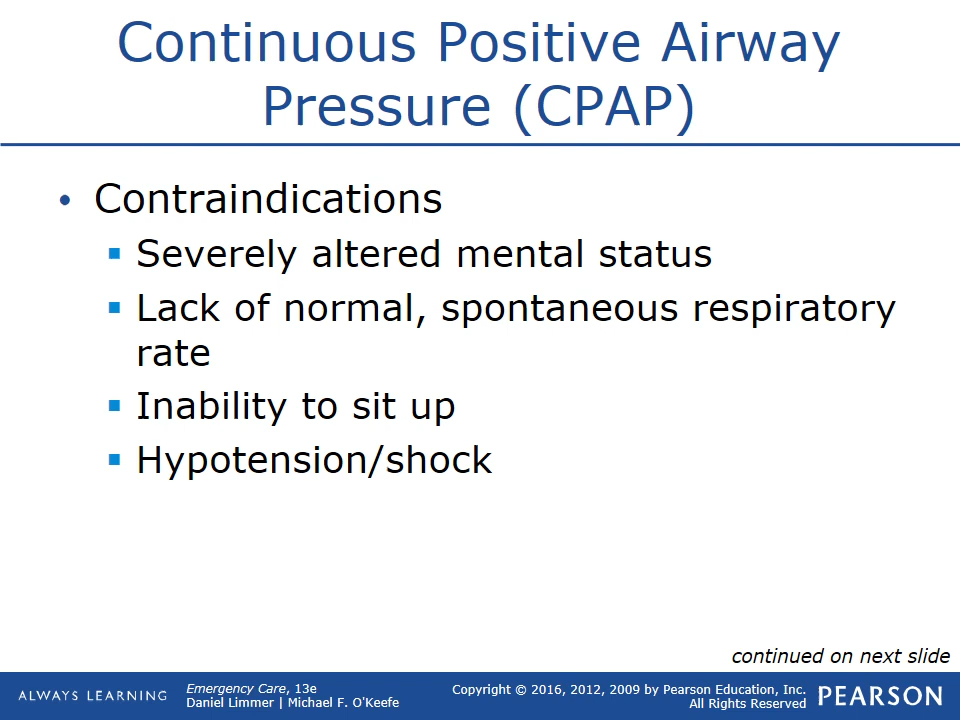 Continuous Positive Airway
Pressure (CPAP)
• Contraindications
▪ Severely altered mental status
▪ Lack of normal, spontaneous respiratory
rate
▪ Inability to sit up
▪ Hypotension/shock
continued on next slide
ALWAYS LEARNING
Emergency Care, 13e
Daniel Limmer | Michael F. O'Keefe
Copyright © 2016, 2012, 2009 by Pearson Education, Inc.
All Rights Reserved
PEARSON